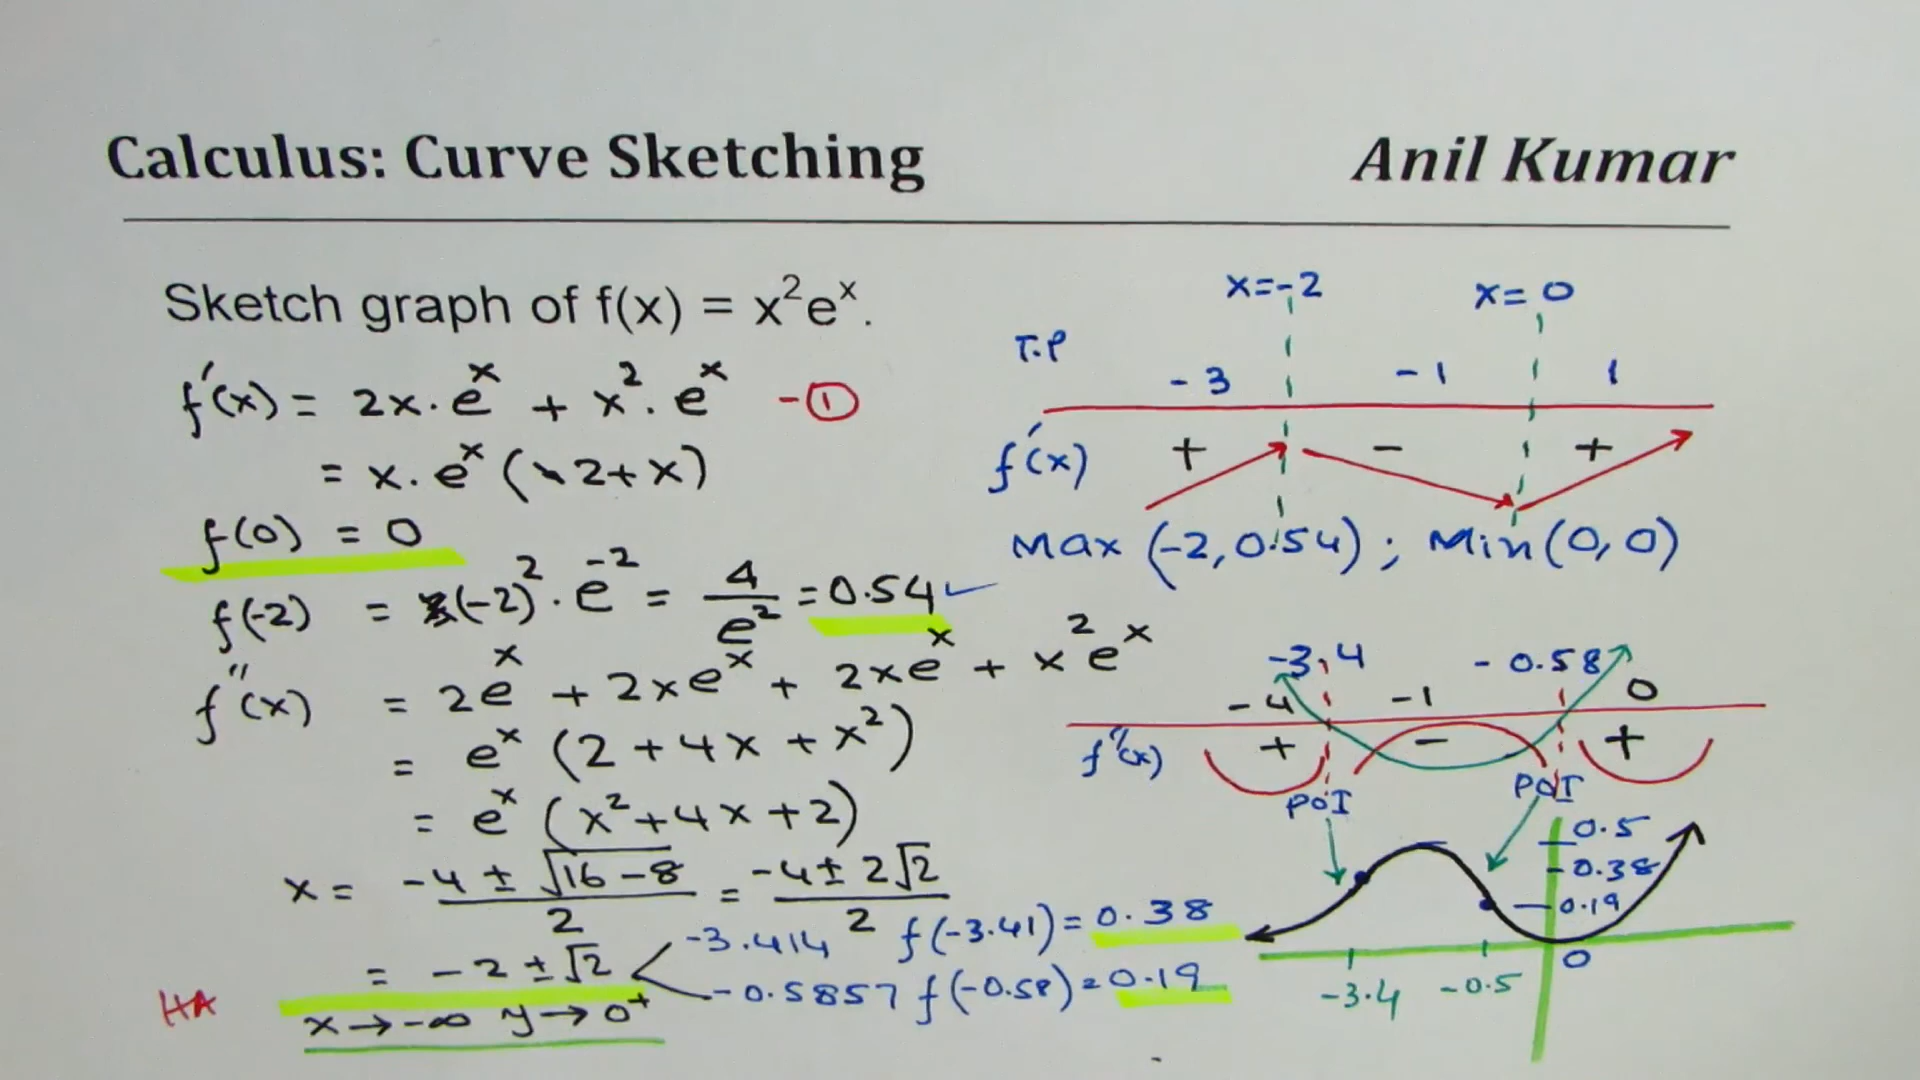 Calculus: Curve Sketching
Anil Kumar
Sketch graph of f(x) = x²eˣ.
f'(x) = 2x·eˣ + x²·eˣ -①
= x·eˣ(2+x)
f(0) = 0
f(-2) = (-2)²·e⁻² = 4/e² = 0.54 ✓
f''(x) = 2eˣ + 2xeˣ + 2xeˣ + x²eˣ
= eˣ (2+4x+x²)
= eˣ (x²+4x+2)
x = (-4 ± √(16-8))/2 = (-4 ± 2√2)/2
= -2 ± √2
-3.414 f(-3.41) = 0.38
-0.5857 f(-0.58) = 0.19
HA x → -∞ y → 0⁺
x=-2 x=0
T.P -3 -1 1
f'(x) + - +
Max (-2, 0.54) ; Min (0, 0)
-3.4 -0.58
-4 -1 0
f''(x) + - +
POI POI
0.5
0.38
0.19
-3.4 -0.5 0